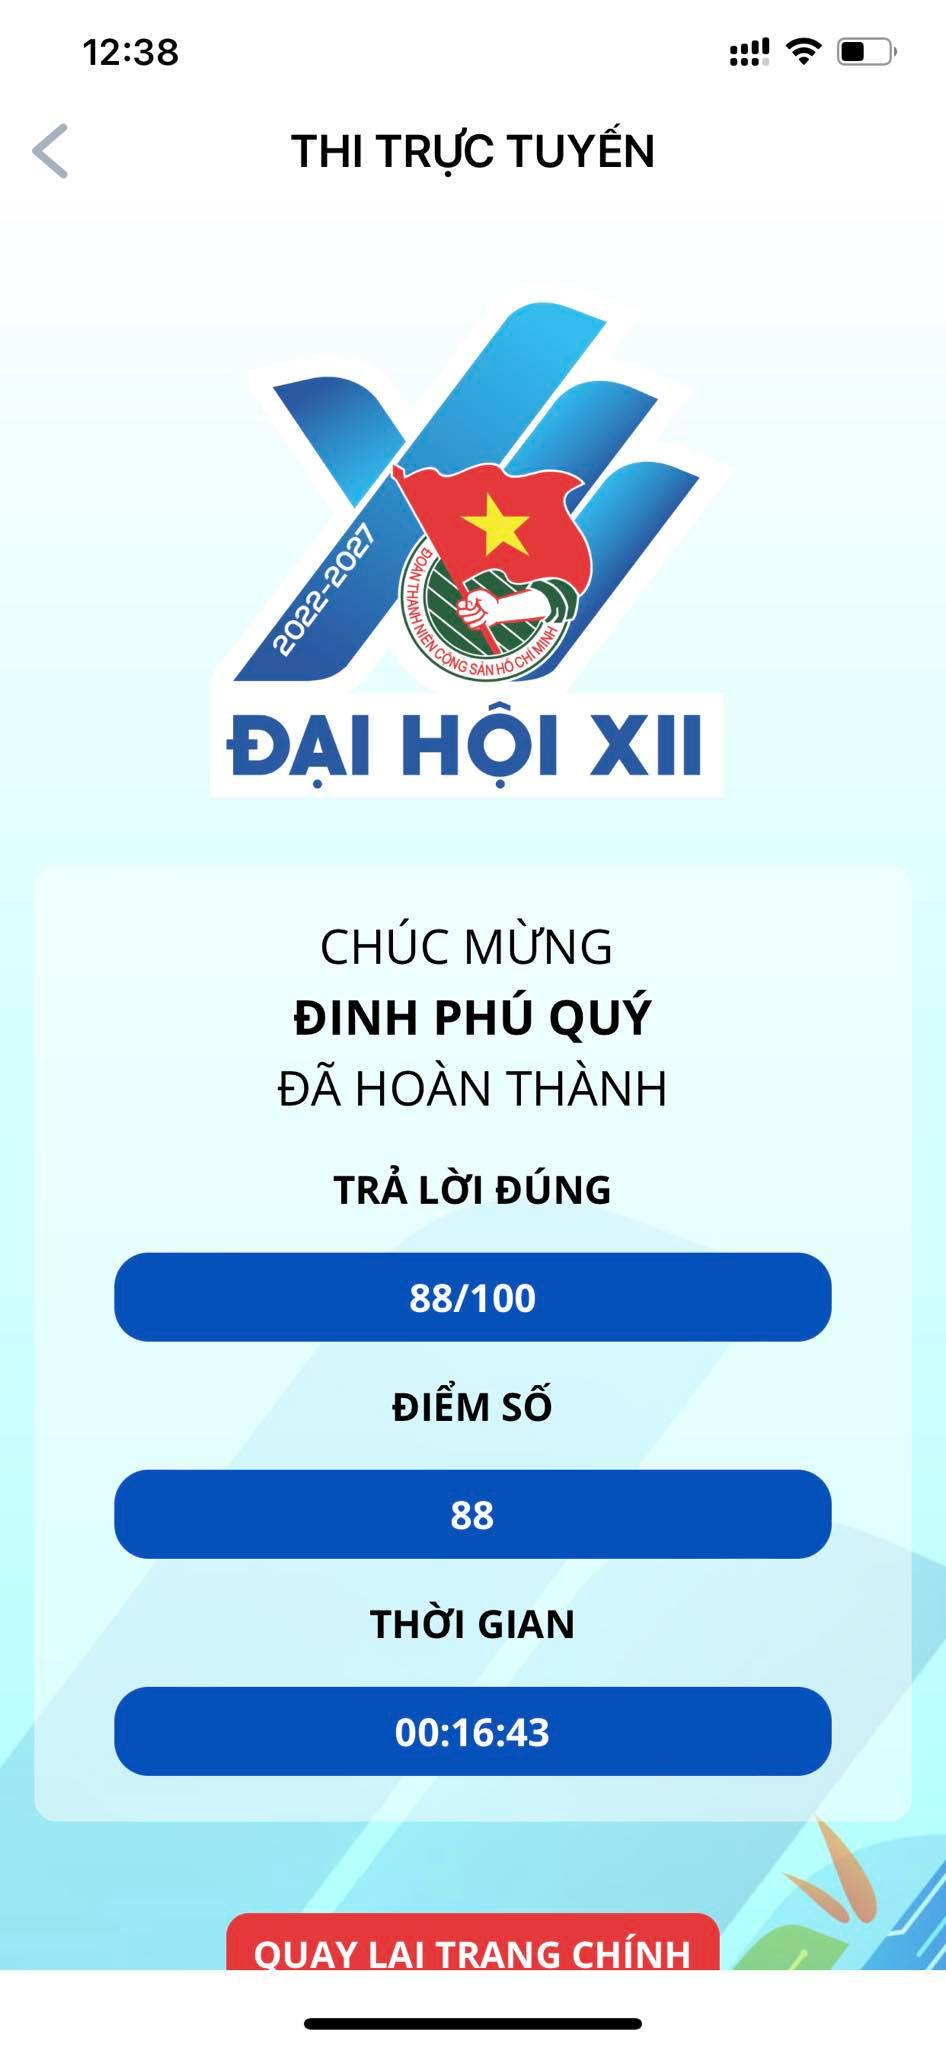 12:38
THI TRỰC TUYẾN
2022-2027
ĐOÀN THANH NIÊN CỘNG SẢN HỒ CHÍ MINH
ĐẠI HỘI XII
CHÚC MỪNG
ĐINH PHÚ QUÝ
ĐÃ HOÀN THÀNH
TRẢ LỜI ĐÚNG
88/100
ĐIỂM SỐ
88
THỜI GIAN
00:16:43
QUAY LẠI TRANG CHÍNH